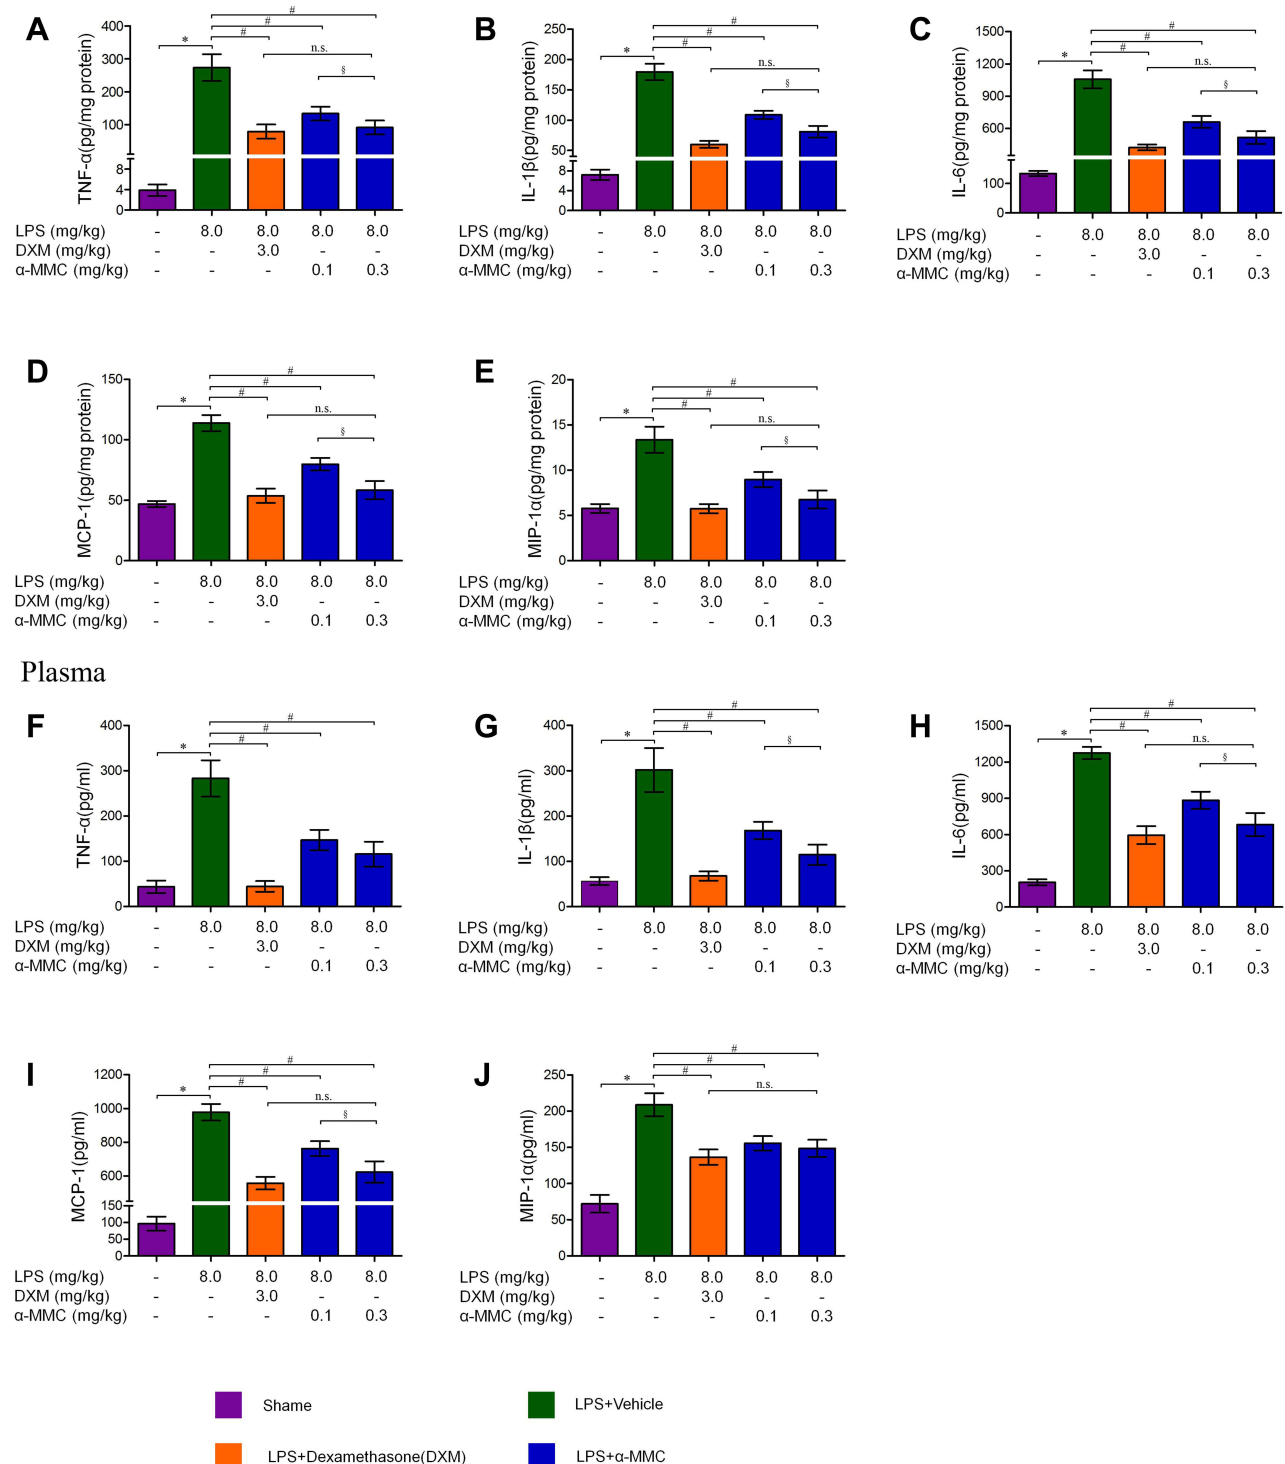 A
TNF-α(pg/mg protein)
400
300
200
100
8
4
0
*
#
#
#
n.s.
§
LPS (mg/kg) - 8.0 8.0 8.0 8.0
DXM (mg/kg) - - 3.0 - -
α-MMC (mg/kg) - - - 0.1 0.3
B
IL-1β(pg/mg protein)
250
200
150
100
50
8
4
0
*
#
#
#
n.s.
§
LPS (mg/kg) - 8.0 8.0 8.0 8.0
DXM (mg/kg) - - 3.0 - -
α-MMC (mg/kg) - - - 0.1 0.3
C
IL-6(pg/mg protein)
1500
1200
900
600
100
0
*
#
#
#
n.s.
§
LPS (mg/kg) - 8.0 8.0 8.0 8.0
DXM (mg/kg) - - 3.0 - -
α-MMC (mg/kg) - - - 0.1 0.3
D
MCP-1(pg/mg protein)
150
100
50
0
*
#
#
#
n.s.
§
LPS (mg/kg) - 8.0 8.0 8.0 8.0
DXM (mg/kg) - - 3.0 - -
α-MMC (mg/kg) - - - 0.1 0.3
E
MIP-1α(pg/mg protein)
20
15
10
5
0
*
#
#
#
n.s.
§
LPS (mg/kg) - 8.0 8.0 8.0 8.0
DXM (mg/kg) - - 3.0 - -
α-MMC (mg/kg) - - - 0.1 0.3
Plasma
F
TNF-α(pg/ml)
400
300
200
100
0
*
#
#
#
LPS (mg/kg) - 8.0 8.0 8.0 8.0
DXM (mg/kg) - - 3.0 - -
α-MMC (mg/kg) - - - 0.1 0.3
G
IL-1β(pg/ml)
400
300
200
100
0
*
#
#
#
§
LPS (mg/kg) - 8.0 8.0 8.0 8.0
DXM (mg/kg) - - 3.0 - -
α-MMC (mg/kg) - - - 0.1 0.3
H
IL-6(pg/ml)
1500
1200
900
600
300
0
*
#
#
#
n.s.
§
LPS (mg/kg) - 8.0 8.0 8.0 8.0
DXM (mg/kg) - - 3.0 - -
α-MMC (mg/kg) - - - 0.1 0.3
I
MCP-1(pg/ml)
1200
1000
800
600
150
100
50
0
*
#
#
#
n.s.
§
LPS (mg/kg) - 8.0 8.0 8.0 8.0
DXM (mg/kg) - - 3.0 - -
α-MMC (mg/kg) - - - 0.1 0.3
J
MIP-1α(pg/ml)
250
200
150
100
50
0
*
#
#
#
n.s.
LPS (mg/kg) - 8.0 8.0 8.0 8.0
DXM (mg/kg) - - 3.0 - -
α-MMC (mg/kg) - - - 0.1 0.3
Shame
LPS+Vehicle
LPS+Dexamethasone(DXM)
LPS+α-MMC